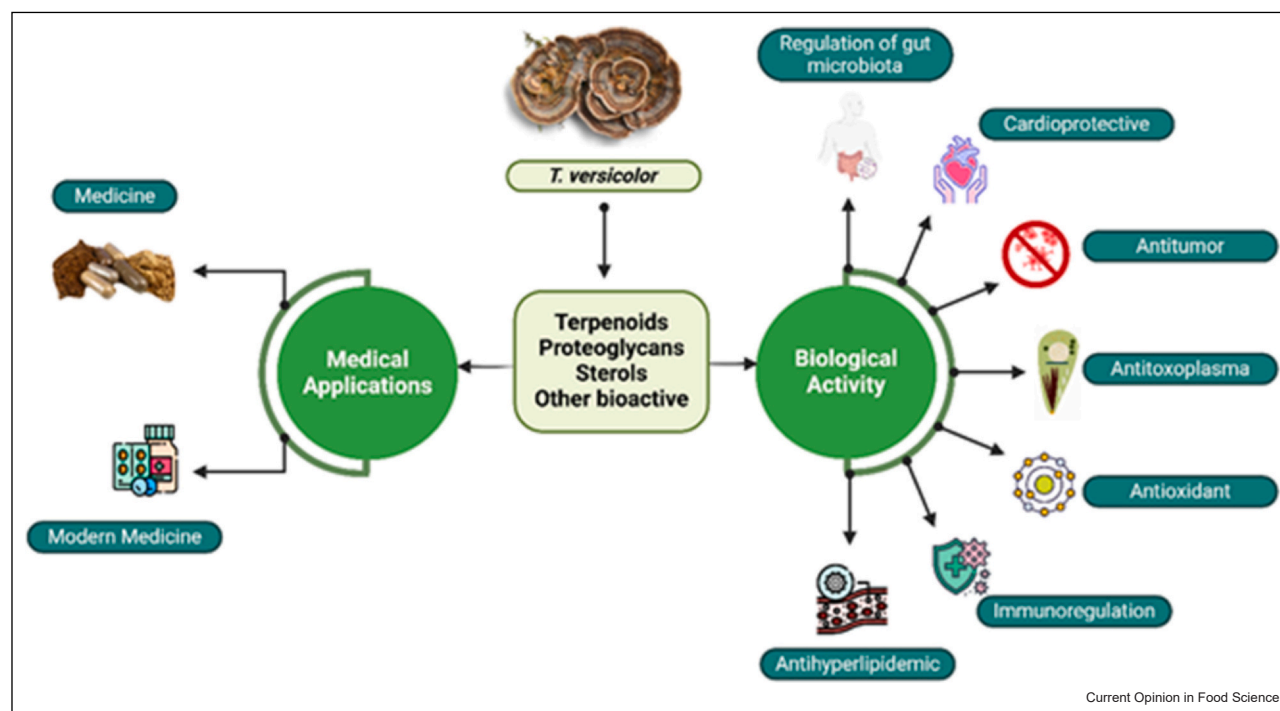 Regulation of gut
microbiota
Cardioprotective
T. versicolor
Medicine
Antitumor
Terpenoids
Proteoglycans
Sterols
Other bioactive
Medical
Applications
Biological
Activity
Antitoxoplasma
Antioxidant
Modern Medicine
Immunoregulation
Antihyperlipidemic
Current Opinion in Food Science